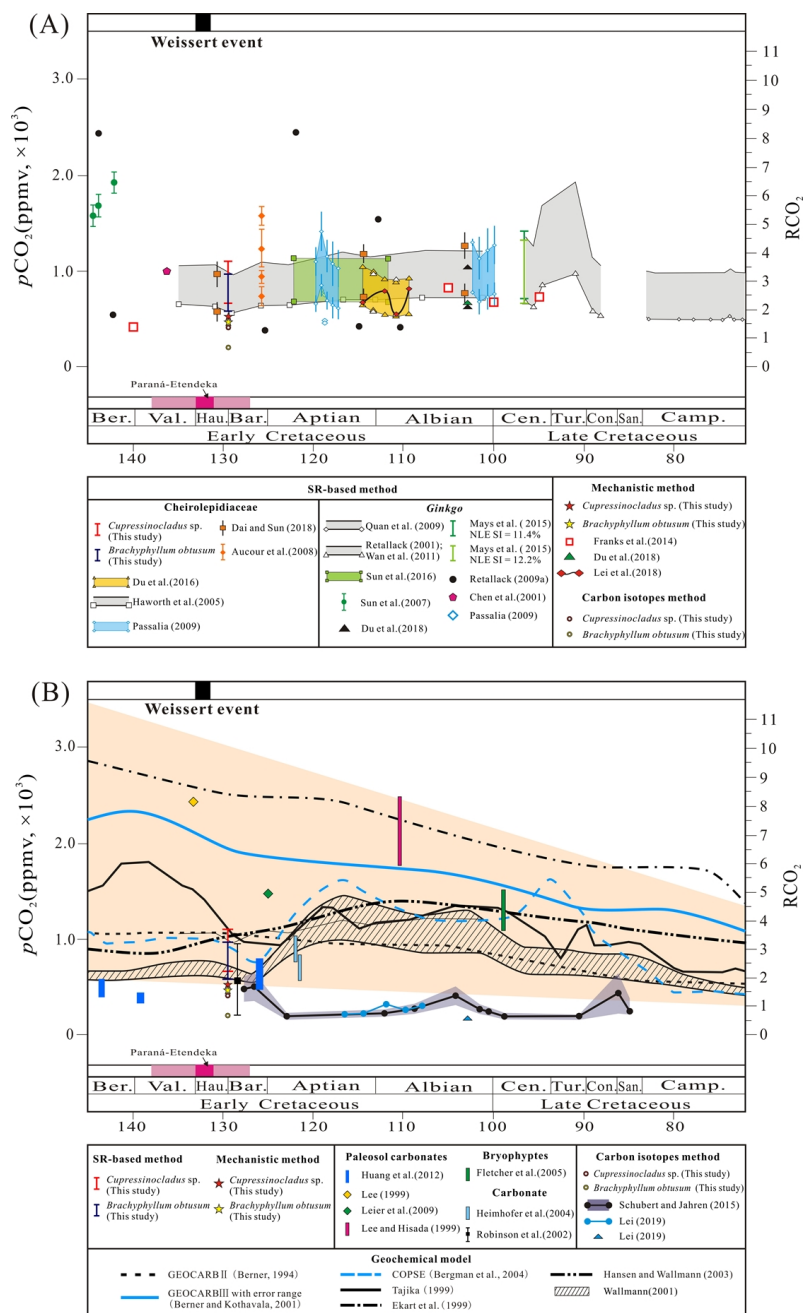 (A)
Weissert event
pCO₂(ppmv, ×10³)
3.0
2.0
1.0
0
11
10
9
8
7
6
5
4
3
2
1
0
RCO₂
Paraná-Etendeka
Ber. Val. Hau. Bar. Aptian Albian Cen. Tur. Con. San. Camp.
Early Cretaceous Late Cretaceous
140 130 120 110 100 90 80
SR-based method
Cheirolepidiaceae
Cupressinocladus sp.
(This study)
Brachyphyllum obtusum
(This study)
Du et al.(2016)
Haworth et al.(2005)
Passalia (2009)
Dai and Sun (2018)
Aucour et al.(2008)
Ginkgo
Quan et al.(2009)
Retallack (2001);
Wan et al.(2011)
Sun et al.(2016)
Sun et al.(2007)
Du et al.(2018)
Mays et al. ( 2015)
NLE SI = 11.4%
Mays et al. ( 2015)
NLE SI = 12.2%
Retallack (2009a)
Chen et al.(2001)
Passalia (2009)
Mechanistic method
Cupressinocladus sp. (This study)
Brachyphyllum obtusum (This study)
Franks et al.(2014)
Du et al.(2018)
Lei et al.(2018)
Carbon isotopes method
Cupressinocladus sp. (This study)
Brachyphyllum obtusum (This study)
(B)
Weissert event
pCO₂(ppmv, ×10³)
3.0
2.0
1.0
0
11
10
9
8
7
6
5
4
3
2
1
0
RCO₂
Paraná-Etendeka
Ber. Val. Hau. Bar. Aptian Albian Cen. Tur. Con. San. Camp.
Early Cretaceous Late Cretaceous
140 130 120 110 100 90 80
SR-based method
Cupressinocladus sp.
(This study)
Brachyphyllum obtusum
(This study)
Mechanistic method
Cupressinocladus sp.
(This study)
Brachyphyllum obtusum
(This study)
Paleosol carbonates
Huang et al.(2012)
Lee (1999)
Leier et al.(2009)
Lee and Hisada (1999)
Bryophyptes
Fletcher et al.(2005)
Carbonate
Heimhofer et al.(2004)
Robinson et al.(2002)
Carbon isotopes method
Cupressinocladus sp. (This study)
Brachyphyllum obtusum (This study)
Schubert and Jahren (2015)
Lei (2019)
Lei (2019)
Geochemical model
GEOCARBⅡ (Berner, 1994)
GEOCARBⅢ with error range
(Berner and Kothavala, 2001)
COPSE (Bergman et al., 2004)
Tajika (1999)
Ekart et al. (1999)
Hansen and Wallmann (2003)
Wallmann(2001)